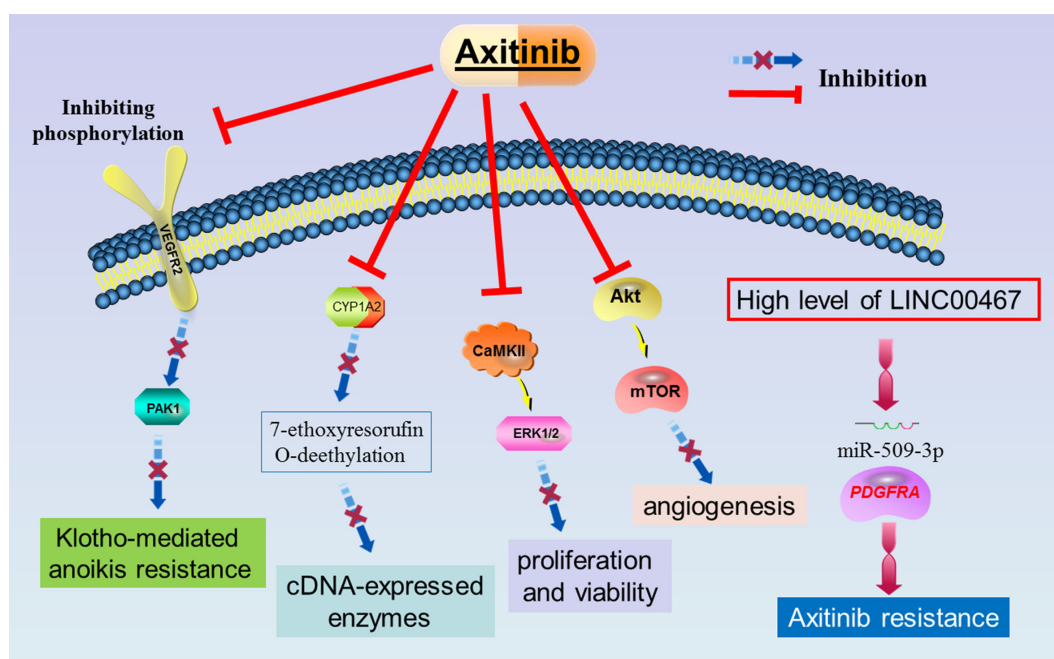 Axitinib
Inhibition
Inhibiting
phosphorylation
VEGFR2
PAK1
Klotho-mediated
anoikis resistance
CYP1A2
7-ethoxyresorufin
O-deethylation
cDNA-expressed
enzymes
CaMKII
ERK1/2
proliferation
and viability
Akt
mTOR
angiogenesis
High level of LINC00467
miR-509-3p
PDGFRA
Axitinib resistance